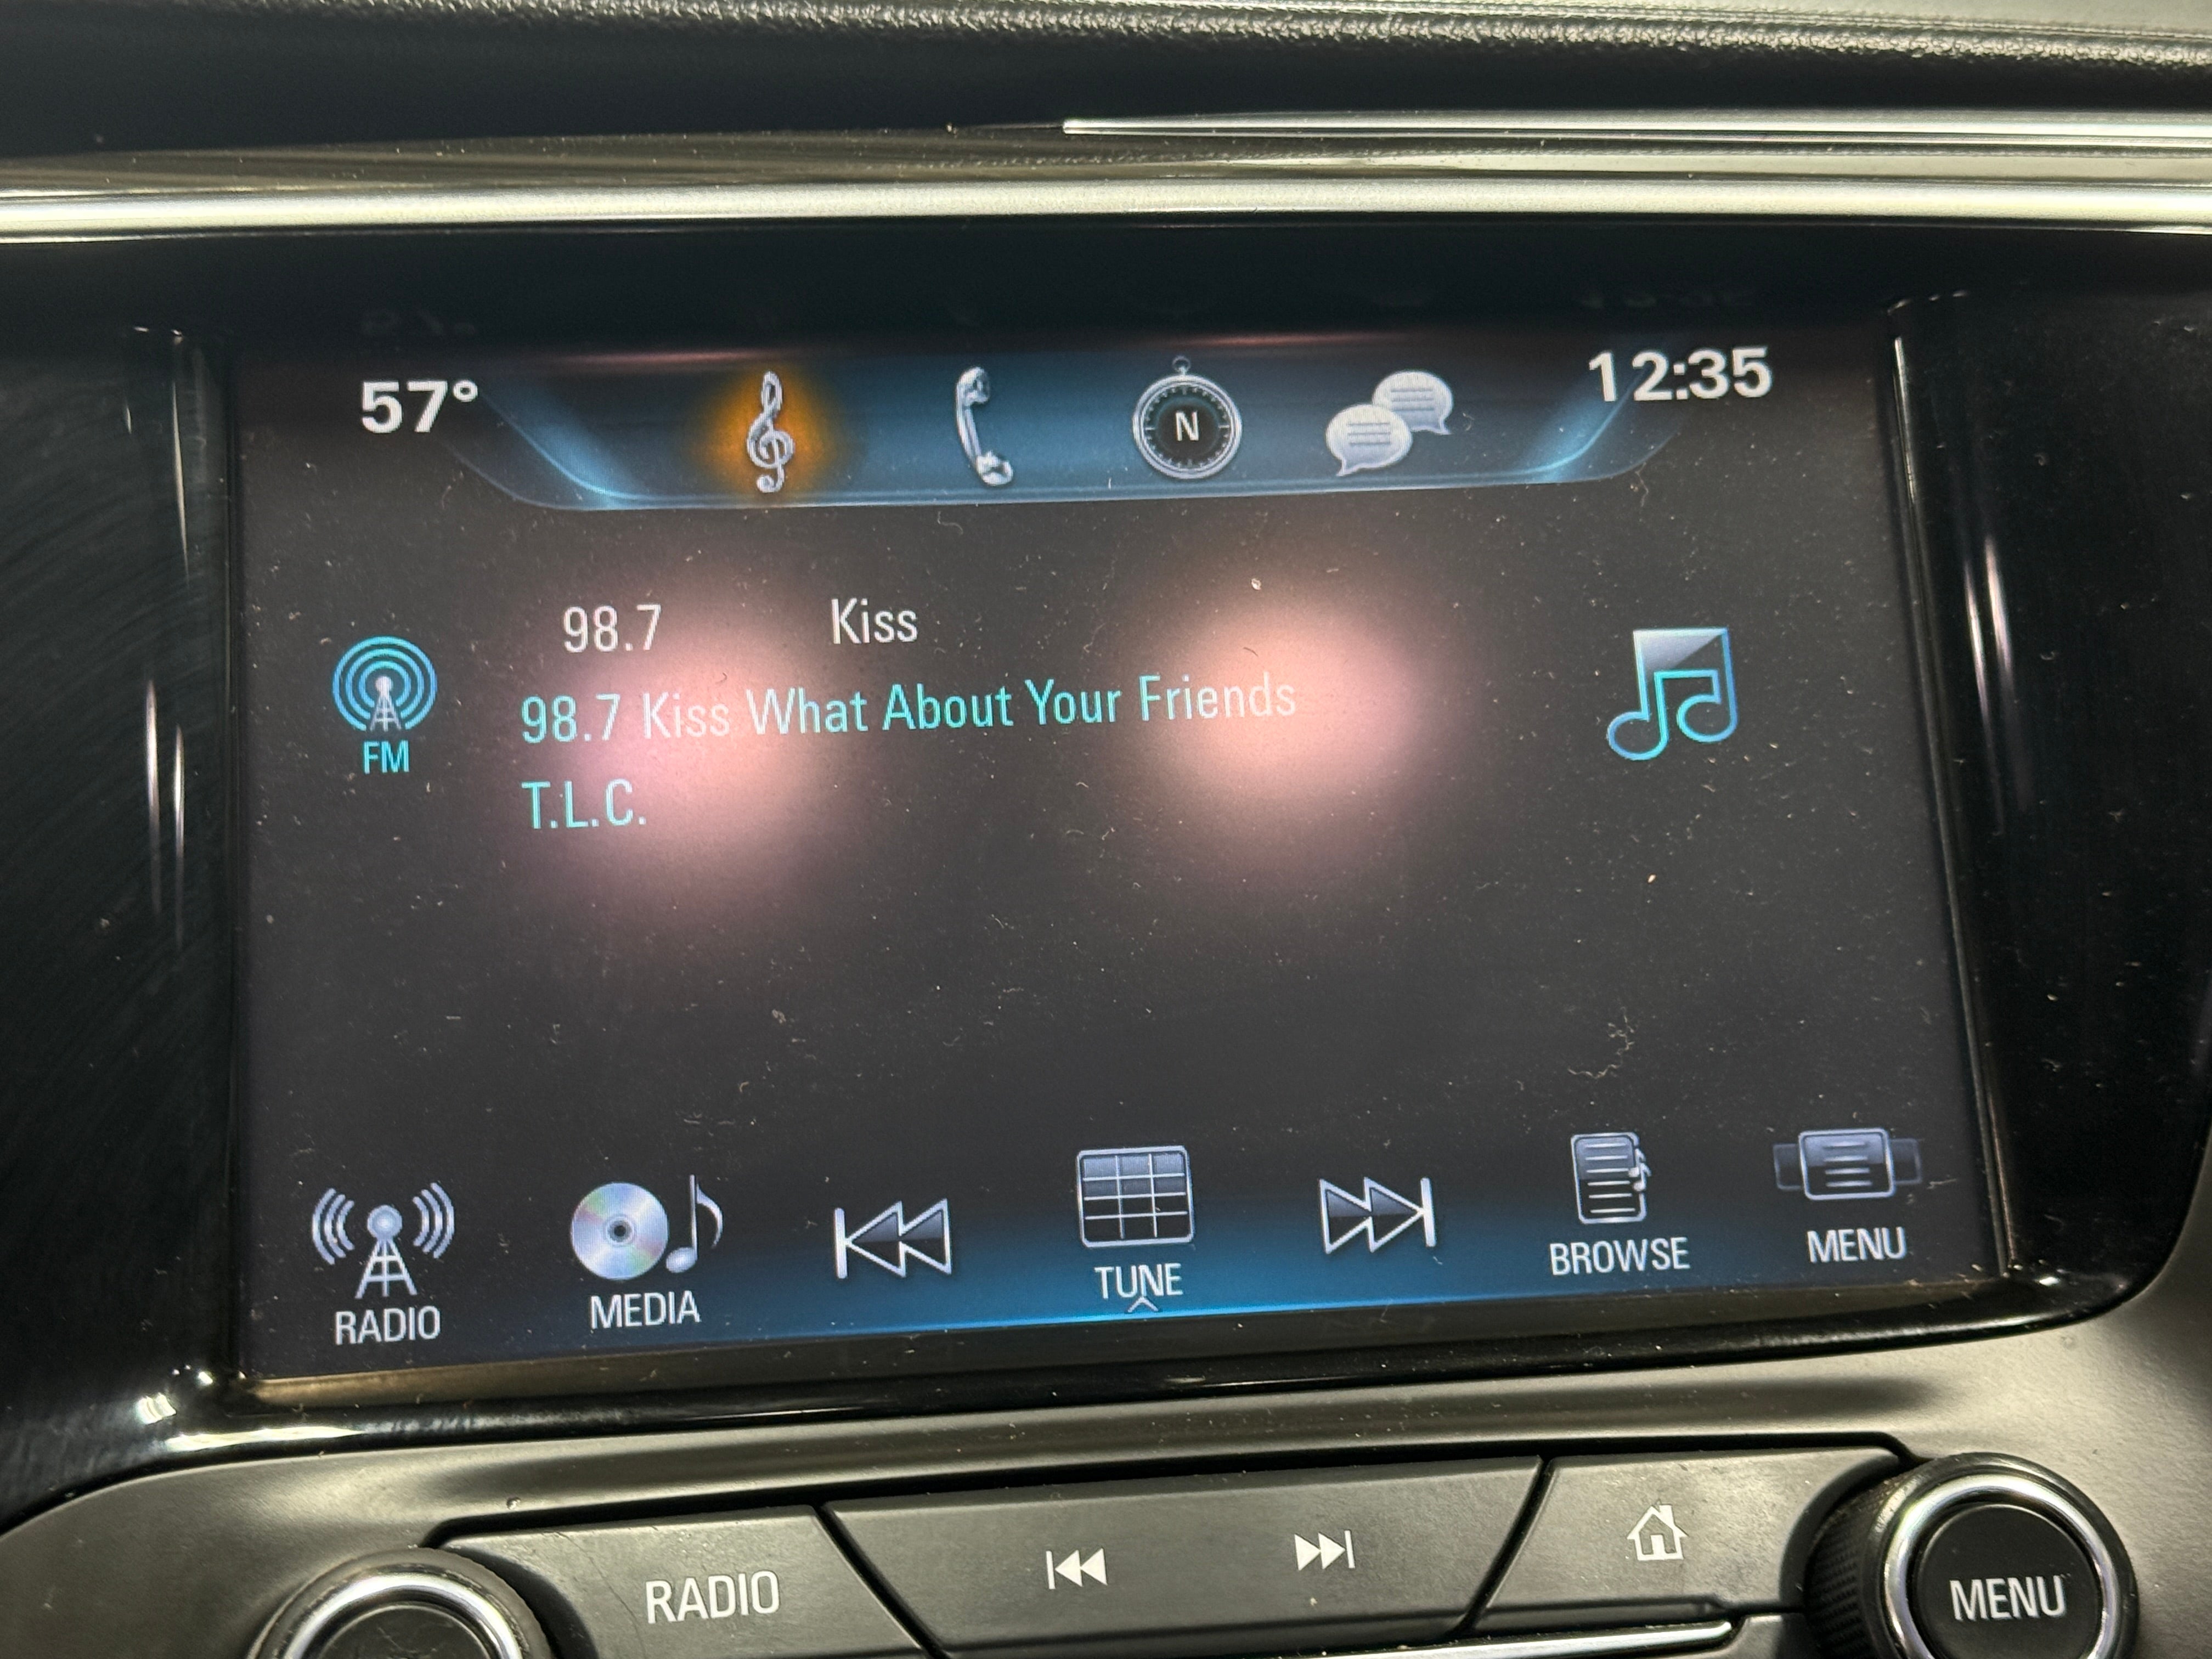 57° N 12:35
98.7 Kiss
98.7 Kiss What About Your Friends
FM
T.L.C.
RADIO MEDIA TUNE BROWSE MENU
RADIO MENU